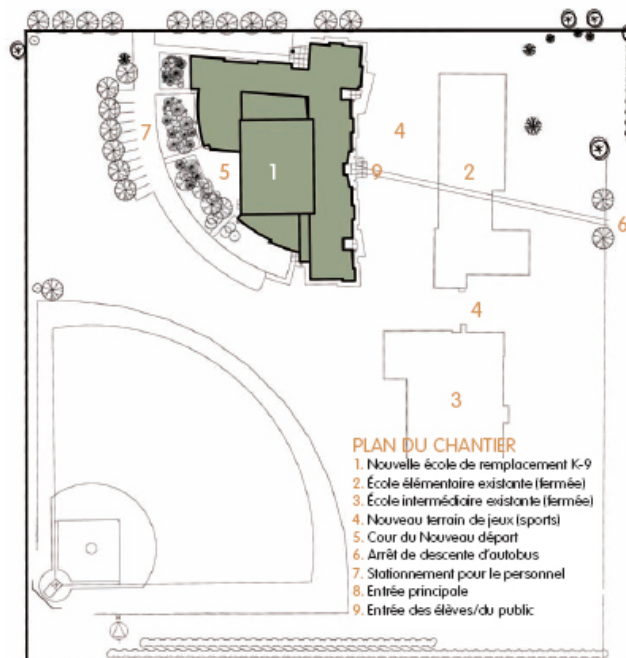 4
7
5
1
9
2
6
4
3
PLAN DU CHANTIER
1. Nouvelle école de remplacement K-9
2. École élémentaire existante (fermée)
3. École intermédiaire existante (fermée)
4. Nouveau terrain de jeux (sports)
5. Cour du Nouveau départ
6. Arrêt de descente d'autobus
7. Stationnement pour le personnel
8. Entrée principale
9. Entrée des élèves/du public